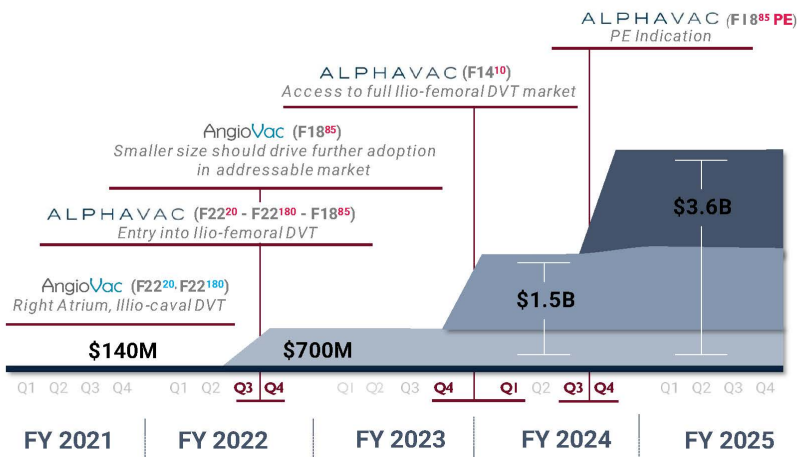 ALPHAVAC (F18⁸⁵ PE)
PE Indication
ALPHAVAC (F14¹⁰)
Access to full Ilio-femoral DVT market
AngioVac (F18⁸⁵)
Smaller size should drive further adoption
in addressable market
ALPHAVAC (F22²⁰ - F22¹⁸⁰ - F18⁸⁵)
Entry into Ilio-femoral DVT
AngioVac (F22²⁰, F22¹⁸⁰)
Right Atrium, Illio-caval DVT
$3.6B
$1.5B
$140M
$700M
Q1 Q2 Q3 Q4 Q1 Q2 Q3 Q4 Q1 Q2 Q3 Q4 Q1 Q2 Q3 Q4 Q1 Q2 Q3 Q4
FY 2021 FY 2022 FY 2023 FY 2024 FY 2025